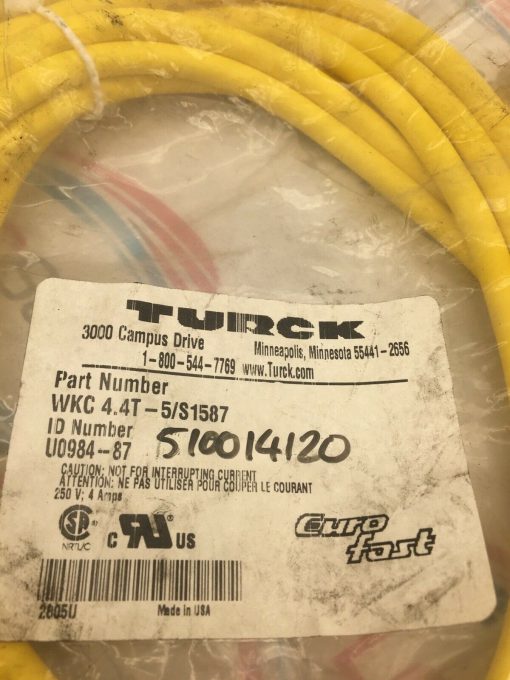 TURCK
3000 Campus Drive Minneapolis, Minnesota 55441-2656
1-800-544-7769 www.Turck.com
Part Number
WKC 4.4T-5/S1587
ID Number
U0984-87 510014120
CAUTION: NOT FOR INTERRUPTING CURRENT
ATTENTION: NE PAS UTILISER POUR COUPER LE COURANT
250 V; 4 Amps
SA ®
NRTL/C
C UR US
Euro
fast
2805U Made in USA